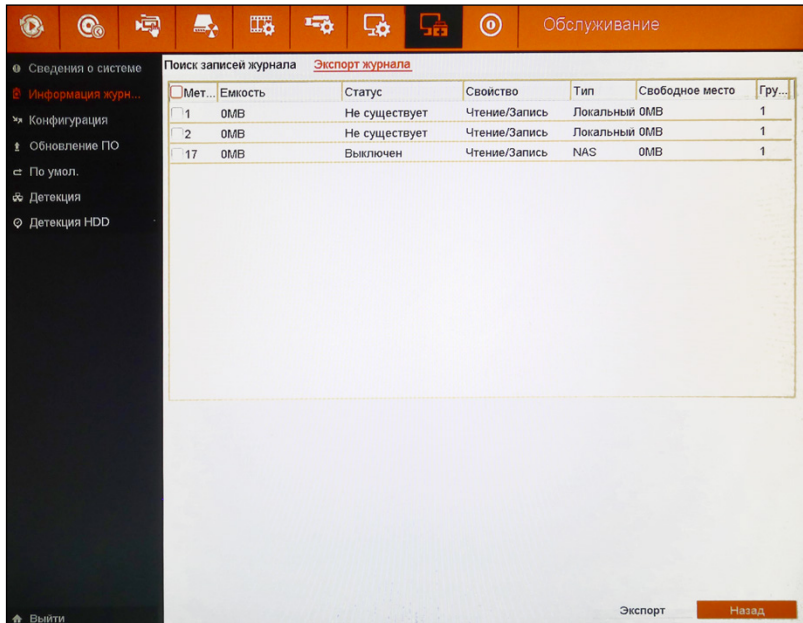 Обслуживание
Сведения о системе
Информация журн...
Конфигурация
Обновление ПО
По умол.
Детекция
Детекция HDD
Выйти
Поиск записей журнала Экспорт журнала
Мет... Емкость Статус Свойство Тип Свободное место Гру...
1 0MB Не существует Чтение/Запись Локальный 0MB 1
2 0MB Не существует Чтение/Запись Локальный 0MB 1
17 0MB Выключен Чтение/Запись NAS 0MB 1
Экспорт Назад